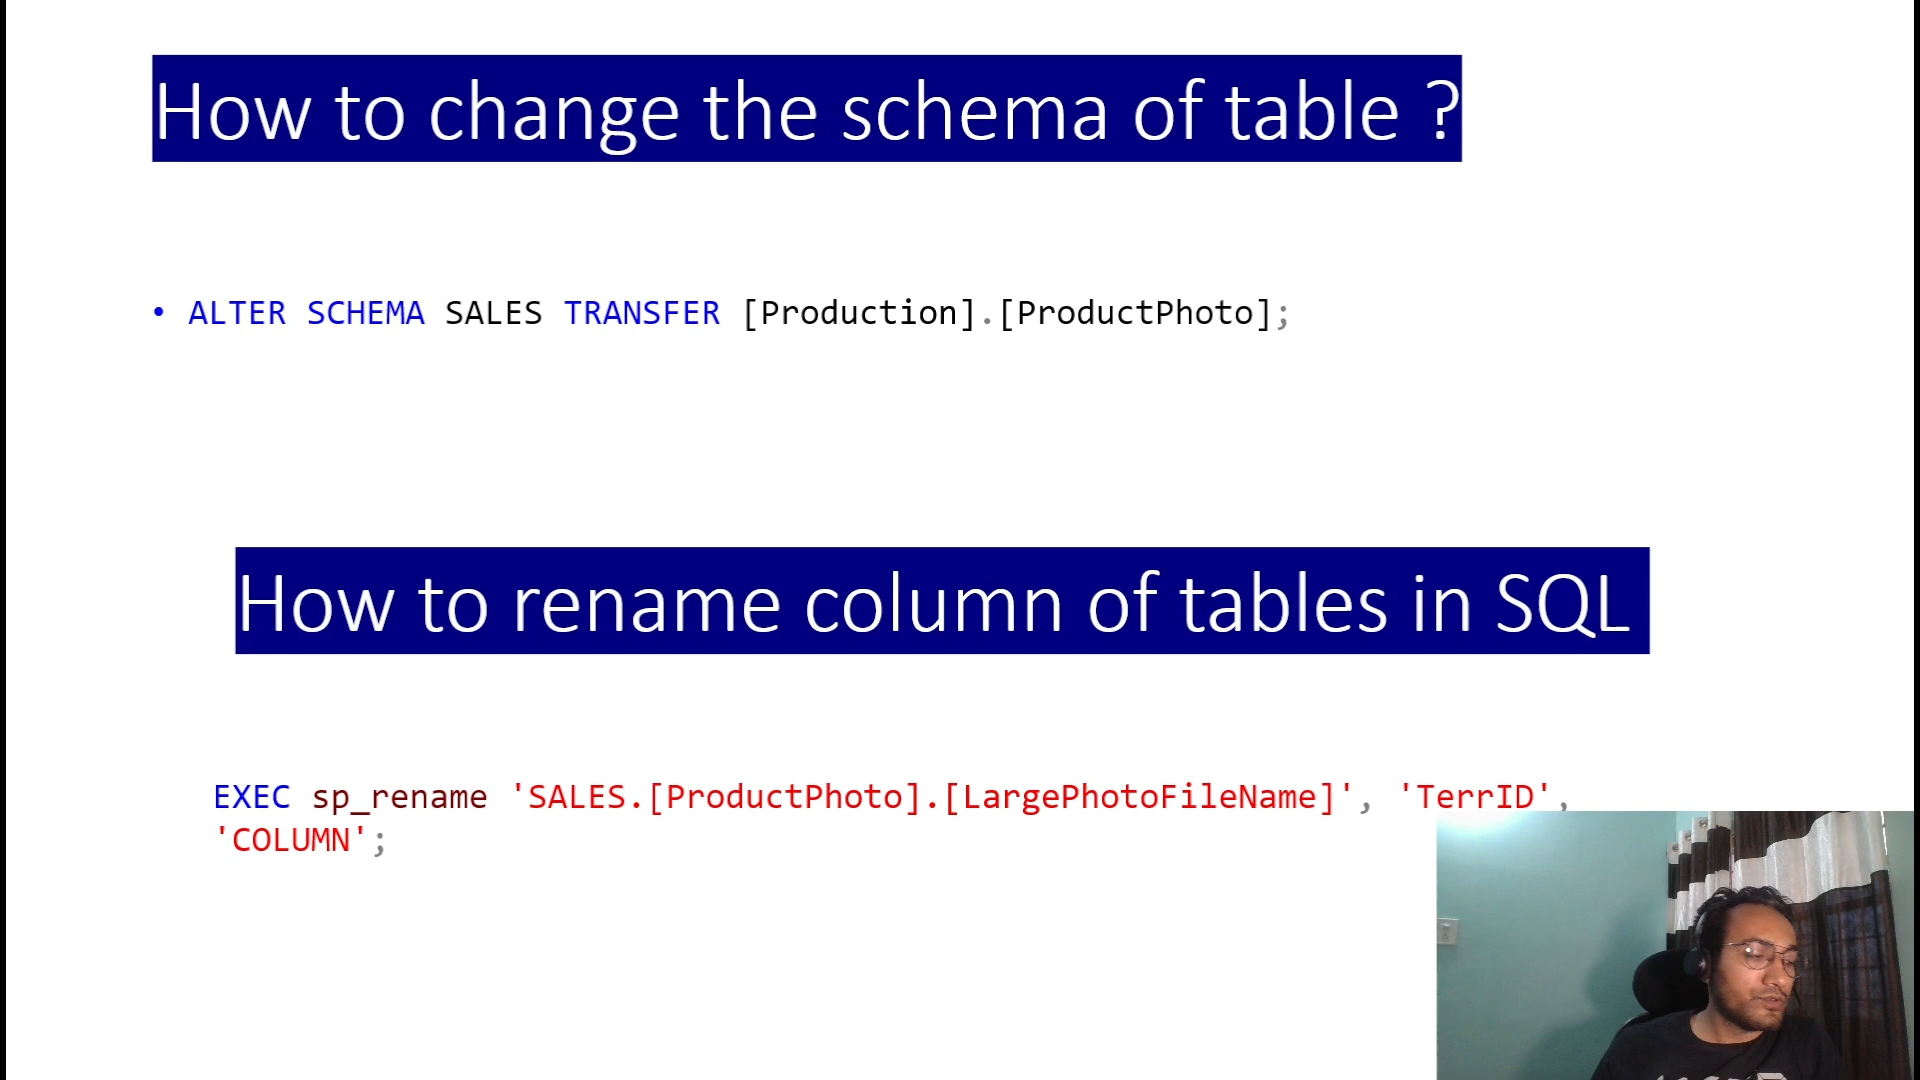 How to change the schema of table ?
• ALTER SCHEMA SALES TRANSFER [Production].[ProductPhoto];
How to rename column of tables in SQL
EXEC sp_rename 'SALES.[ProductPhoto].[LargePhotoFileName]', 'TerrID',
'COLUMN';